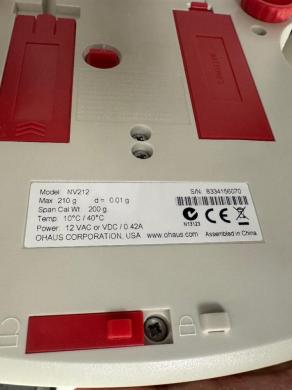 BATTERY
Model: NV212 S/N: 8334156070
Max 210 g d= 0.01 g
Span Cal.Wt 200 g
Temp: 10°C / 40°C
Power: 12 VAC or VDC / 0.42A
N13123
OHAUS CORPORATION, USA www.ohaus.com Assembled in China